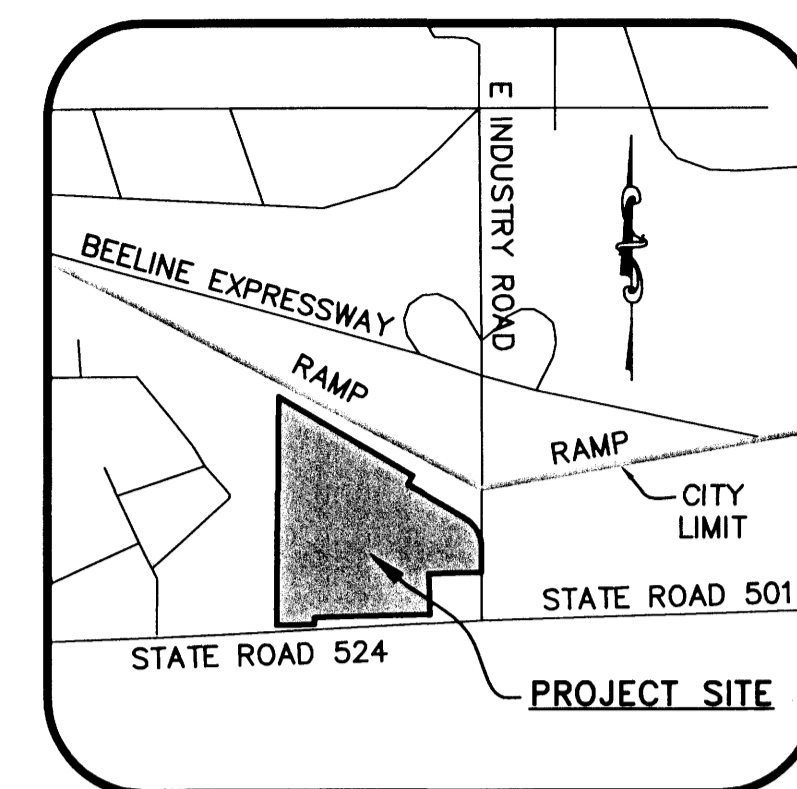 E INDUSTRY ROAD
BEELINE EXPRESSWAY
RAMP
RAMP
CITY
LIMIT
STATE ROAD 501
STATE ROAD 524
PROJECT SITE